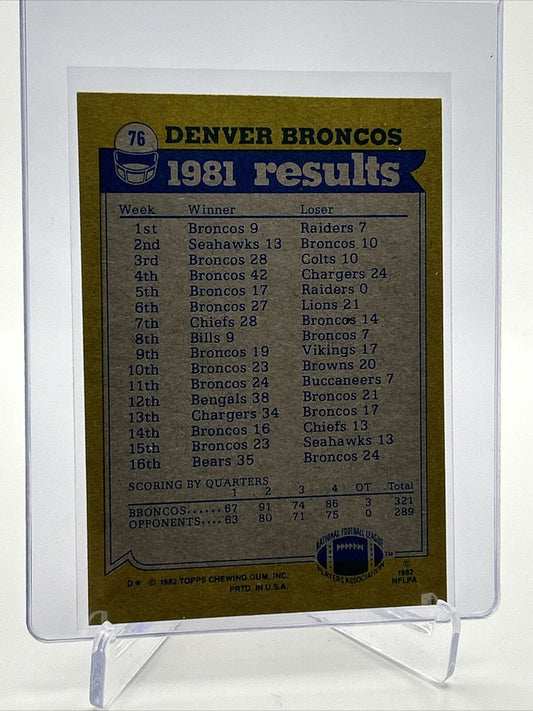 76 DENVER BRONCOS
1981 results
Week Winner Loser
1st Broncos 9 Raiders 7
2nd Seahawks 13 Broncos 10
3rd Broncos 28 Colts 10
4th Broncos 42 Chargers 24
5th Broncos 17 Raiders 0
6th Broncos 27 Lions 21
7th Chiefs 28 Broncos 14
8th Bills 9 Broncos 7
9th Broncos 19 Vikings 17
10th Broncos 23 Browns 20
11th Broncos 24 Buccaneers 7
12th Bengals 38 Broncos 21
13th Chargers 34 Broncos 17
14th Broncos 16 Chiefs 13
15th Broncos 23 Seahawks 13
16th Bears 35 Broncos 24
SCORING BY QUARTERS
1 2 3 4 OT Total
BRONCOS......67 91 74 86 3 321
OPPONENTS....63 80 71 75 0 289
NATIONAL FOOTBALL LEAGUE
PLAYERS ASSOCIATION
TM
D* © 1982 TOPPS CHEWING GUM, INC.
PRTD. IN U.S.A.
©
1982
NFLPA